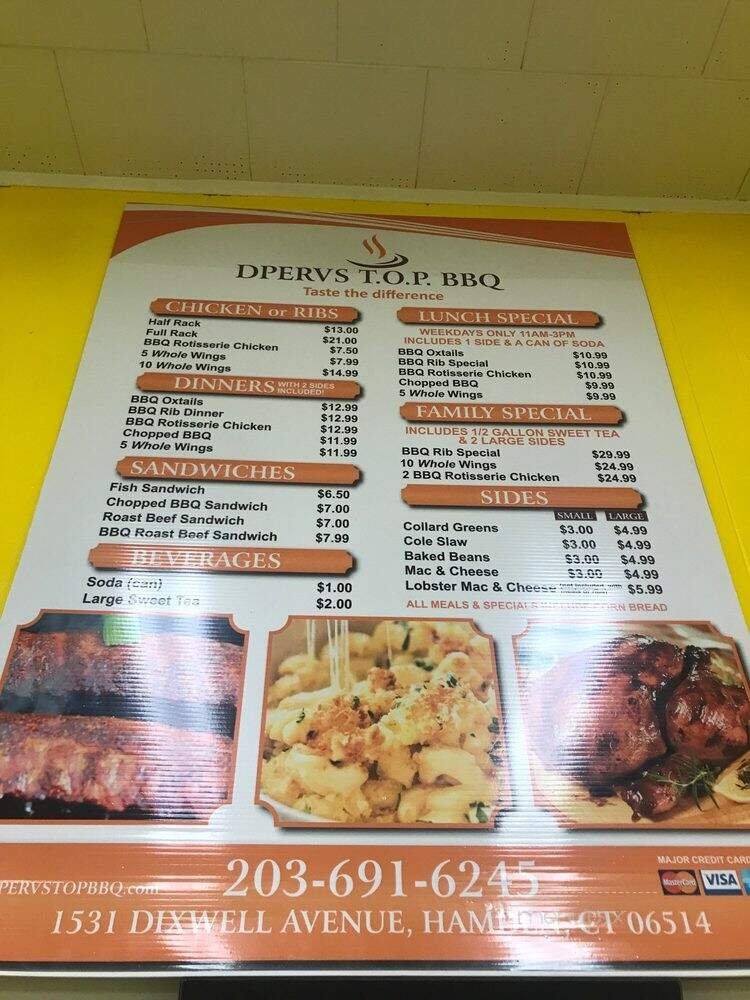 DPERVS T.O.P. BBQ
Taste the difference
CHICKEN or RIBS
Half Rack $13.00
Full Rack $21.00
BBQ Rotisserie Chicken $7.50
5 Whole Wings $7.99
10 Whole Wings $14.99
DINNERS WITH 2 SIDES INCLUDED!
BBQ Oxtails $12.99
BBQ Rib Dinner $12.99
BBQ Rotisserie Chicken $12.99
Chopped BBQ $11.99
5 Whole Wings $11.99
SANDWICHES
Fish Sandwich $6.50
Chopped BBQ Sandwich $7.00
Roast Beef Sandwich $7.00
BBQ Roast Beef Sandwich $7.99
BEVERAGES
Soda (can) $1.00
Large Sweet Tea $2.00
LUNCH SPECIAL
WEEKDAYS ONLY 11AM-3PM
INCLUDES 1 SIDE & A CAN OF SODA
BBQ Oxtails $10.99
BBQ Rib Special $10.99
BBQ Rotisserie Chicken $10.99
Chopped BBQ $9.99
5 Whole Wings $9.99
FAMILY SPECIAL
INCLUDES 1/2 GALLON SWEET TEA
& 2 LARGE SIDES
BBQ Rib Special $29.99
10 Whole Wings $24.99
2 BBQ Rotisserie Chicken $24.99
SIDES
SMALL LARGE
Collard Greens $3.00 $4.99
Cole Slaw $3.00 $4.99
Baked Beans $3.00 $4.99
Mac & Cheese $3.00 $4.99
Lobster Mac & Cheese $5.99
ALL MEALS & SPECIALS CORN BREAD
203-691-6245
PERVSTOPBBQ.com
MAJOR CREDIT CARD
MasterCard VISA
1531 DIXWELL AVENUE, HAMDEN, CT 06514